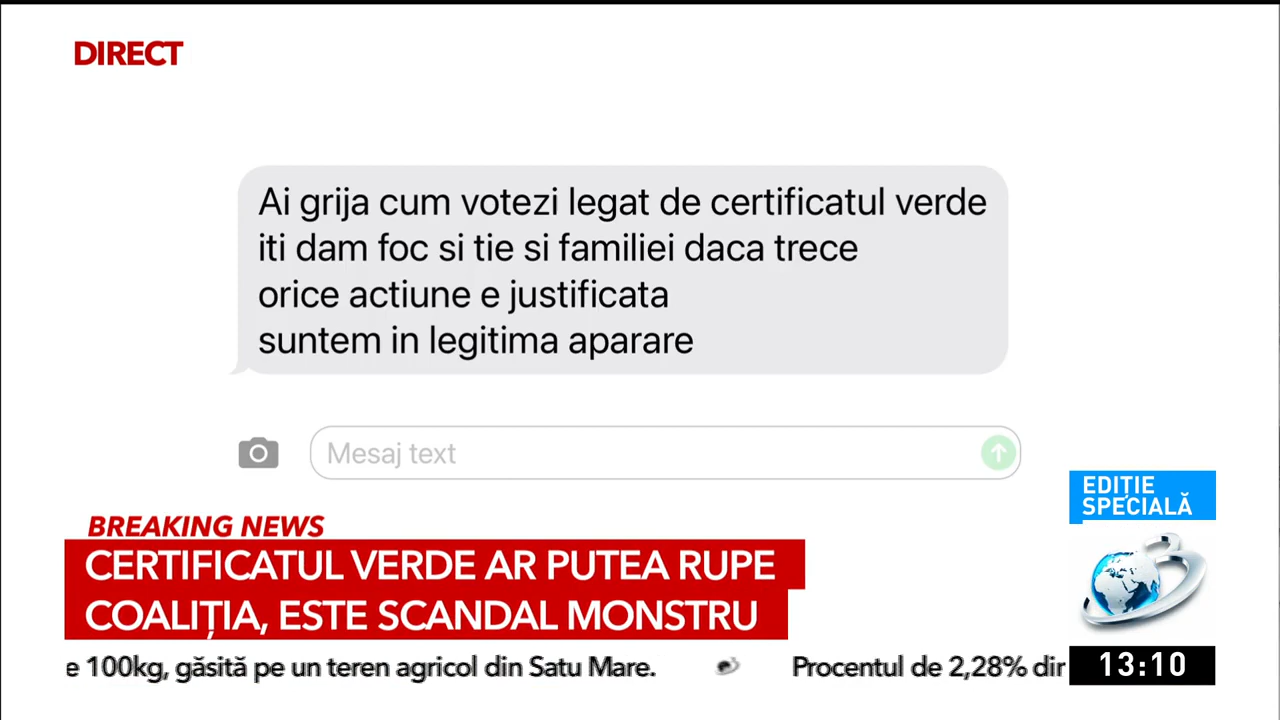 DIRECT
Ai grija cum votezi legat de certificatul verde
iti dam foc si tie si familiei daca trece
orice actiune e justificata
suntem in legitima aparare
Mesaj text
EDIȚIE
SPECIALĂ
BREAKING NEWS
CERTIFICATUL VERDE AR PUTEA RUPE
COALIȚIA, ESTE SCANDAL MONSTRU
e 100kg, găsită pe un teren agricol din Satu Mare. Procentul de 2,28% din
13:10